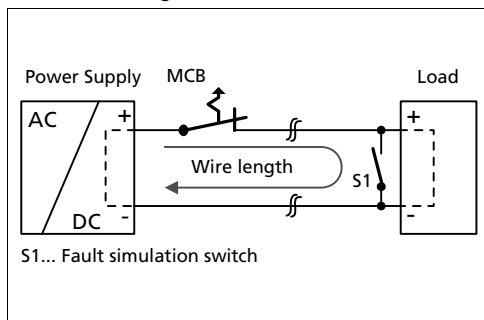 Power Supply MCB Load
AC + +
Wire length
S1
DC - -
S1... Fault simulation switch